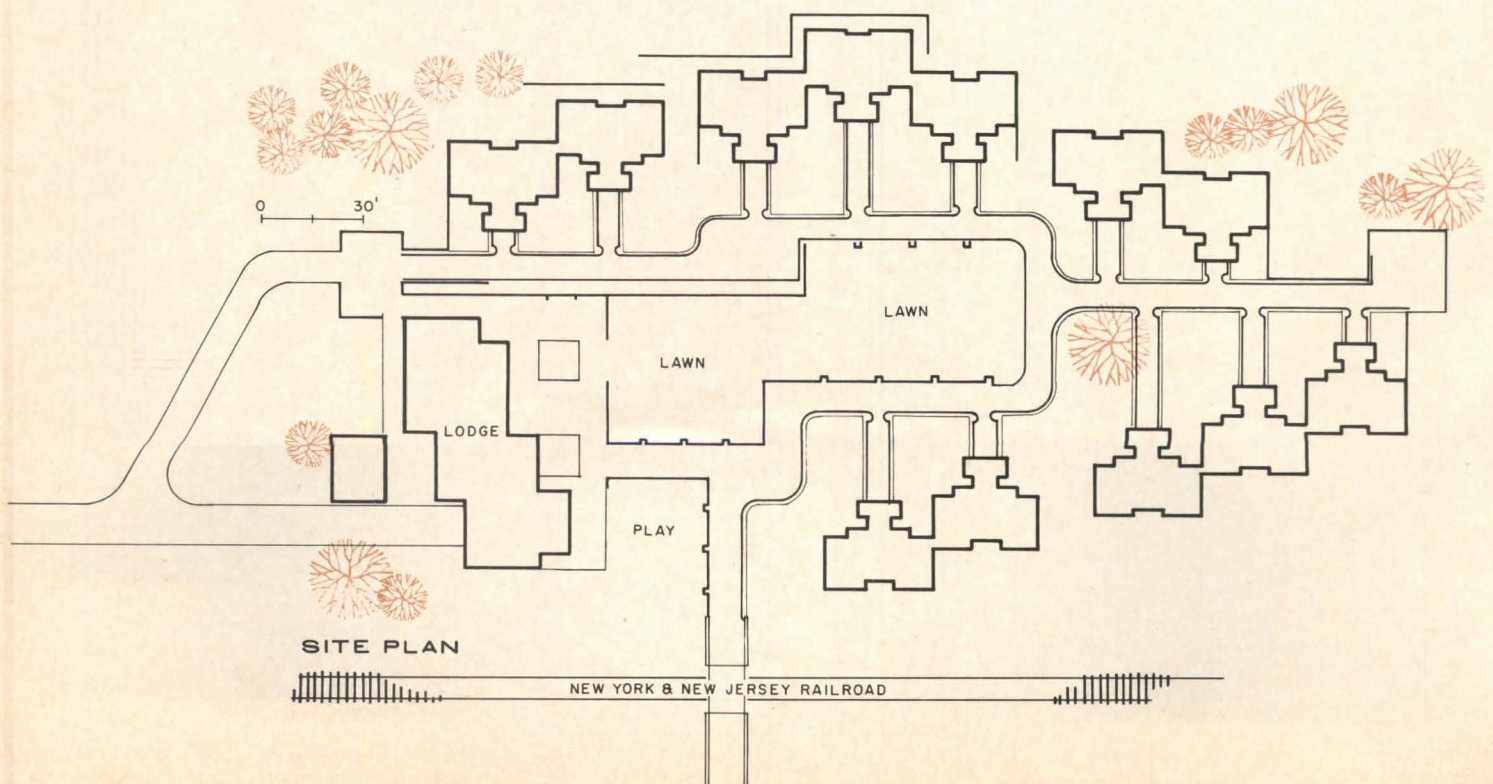 0 30'
LAWN
LAWN
LODGE
PLAY
SITE PLAN
NEW YORK & NEW JERSEY RAILROAD